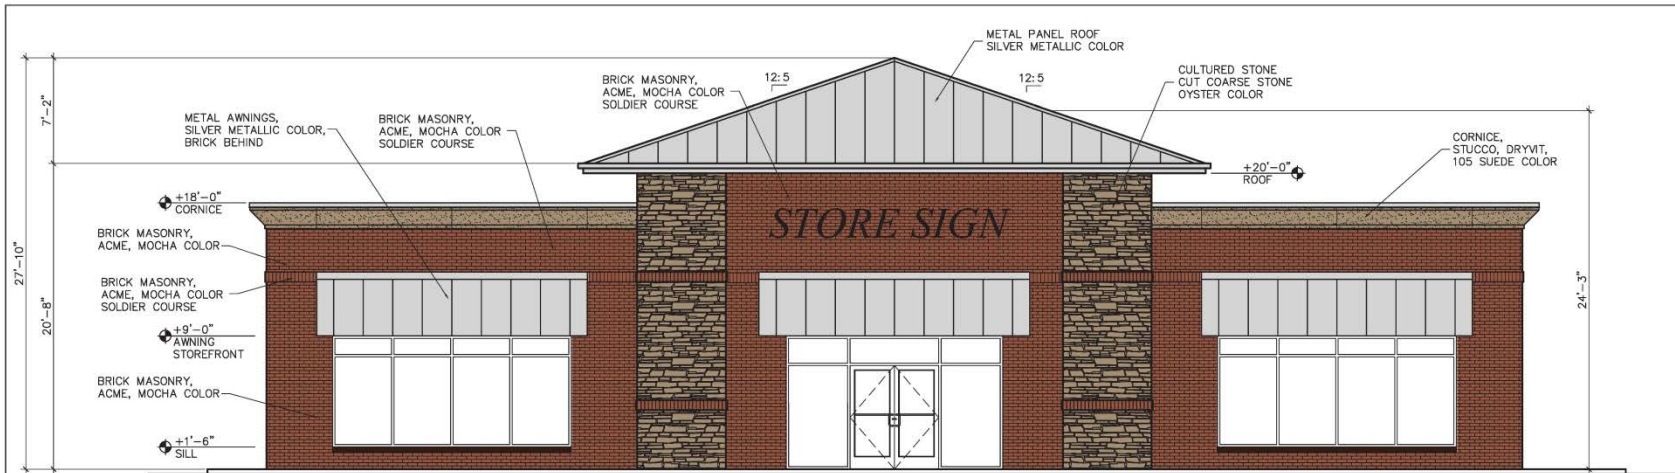 METAL PANEL ROOF
SILVER METALLIC COLOR
12:5
12:5
BRICK MASONRY,
ACME, MOCHA COLOR
SOLDIER COURSE
CULTURED STONE
CUT COARSE STONE
OYSTER COLOR
7'-2"
METAL AWNINGS,
SILVER METALLIC COLOR,
BRICK BEHIND
BRICK MASONRY,
ACME, MOCHA COLOR
SOLDIER COURSE
CORNICE,
STUCCO, DRYVIT,
105 SUEDE COLOR
+20'-0"
ROOF
+18'-0"
CORNICE
STORE SIGN
BRICK MASONRY,
ACME, MOCHA COLOR
27'-10"
BRICK MASONRY,
ACME, MOCHA COLOR
SOLDIER COURSE
20'-8"
24'-3"
+9'-0"
AWNING
STOREFRONT
BRICK MASONRY,
ACME, MOCHA COLOR
+1'-6"
SILL